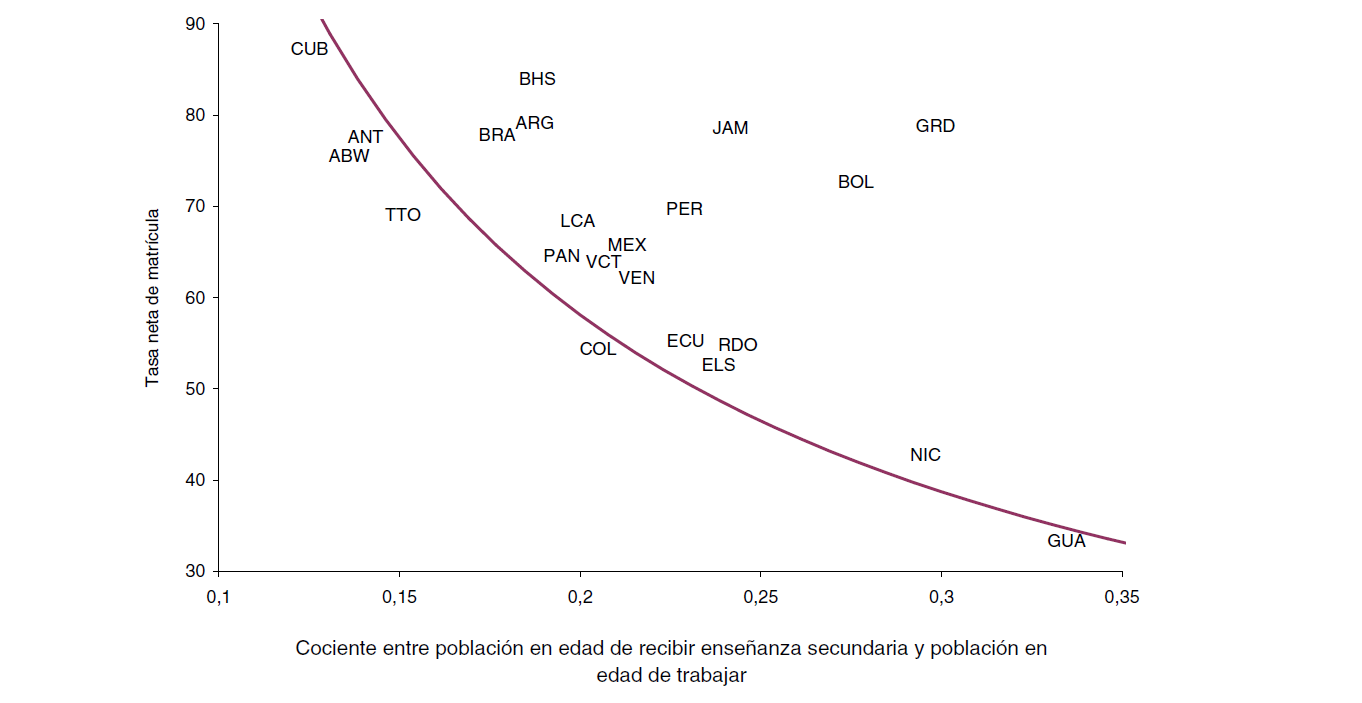 90
CUB
BHS
80
ARG
BRA
JAM
GRD
ANT
ABW
BOL
70
TTO
LCA
PER
PAN
MEX
VCT
VEN
60
COL
ECU
RDO
ELS
50
NIC
40
GUA
30
0,1
0,15
0,2
0,25
0,3
0,35
Tasa neta de matrícula
Cociente entre población en edad de recibir enseñanza secundaria y población en
edad de trabajar